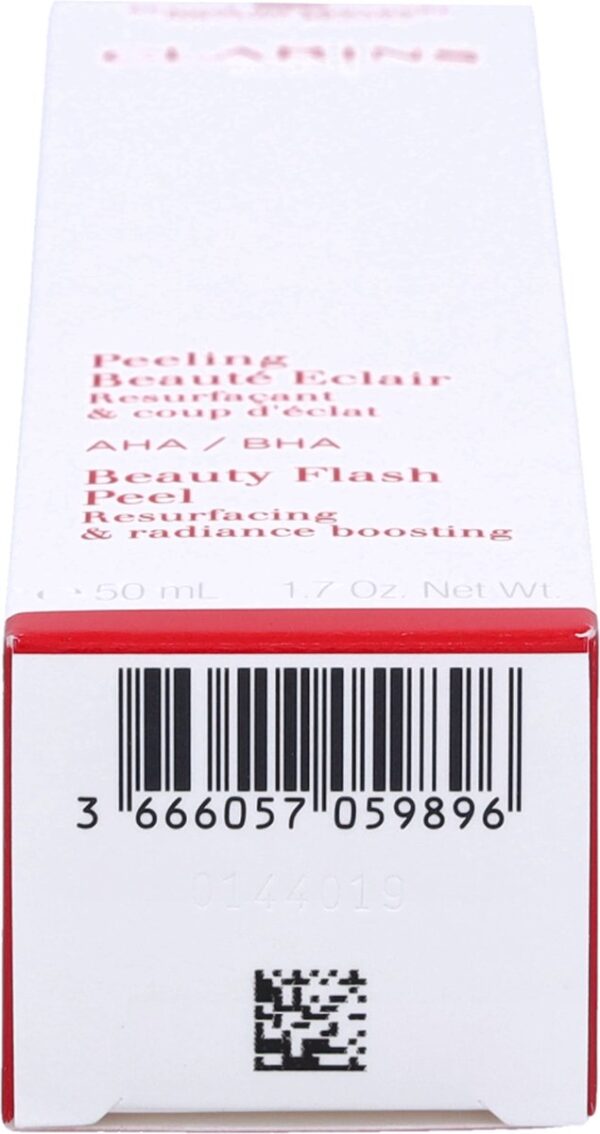 CLARINS
Peeling
Beauté Eclair
Resurfaçant
& coup d'éclat
AHA / BHA
Beauty Flash
Peel
Resurfacing
& radiance boosting
50 mL 1.7 Oz. Net Wt.
3 666057 059896
0144019